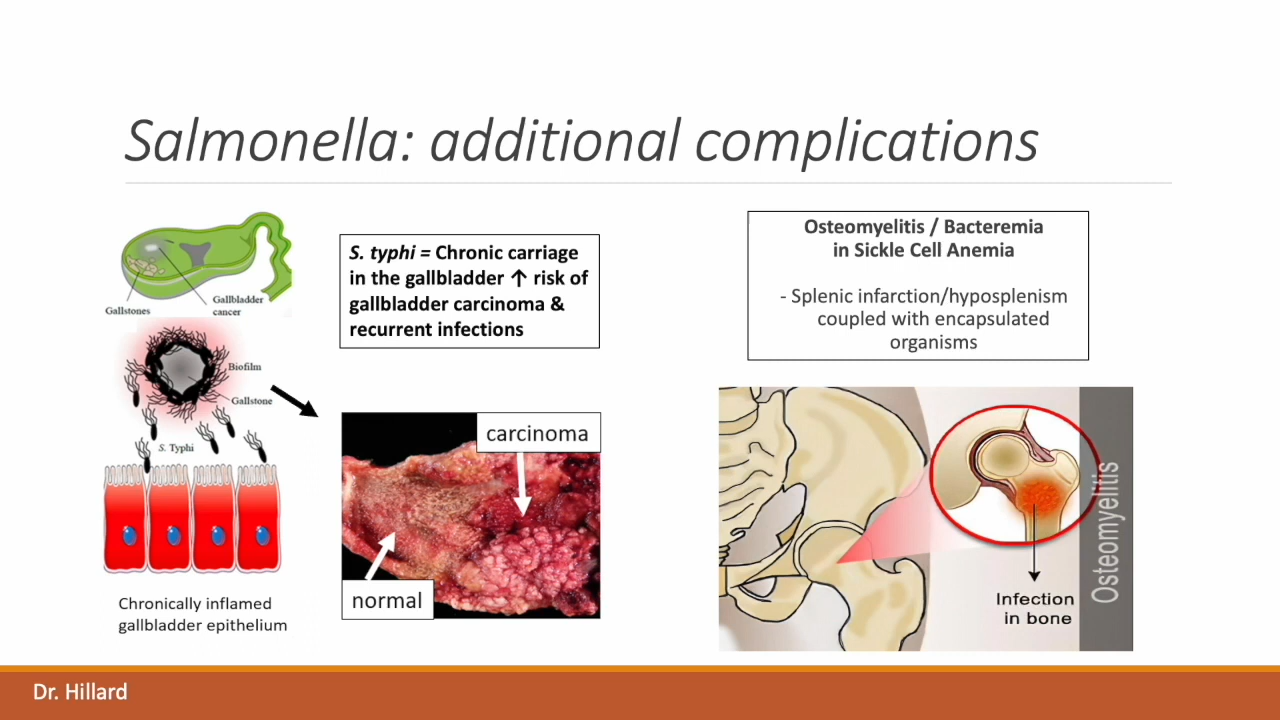 Salmonella: additional complications
Gallstones
Gallbladder
cancer
Biofilm
Gallstone
S. Typhi
Chronically inflamed
gallbladder epithelium
S. typhi = Chronic carriage
in the gallbladder ↑ risk of
gallbladder carcinoma &
recurrent infections
carcinoma
normal
Osteomyelitis / Bacteremia
in Sickle Cell Anemia
- Splenic infarction/hyposplenism
coupled with encapsulated
organisms
Osteomyelitis
Infection
in bone
Dr. Hillard